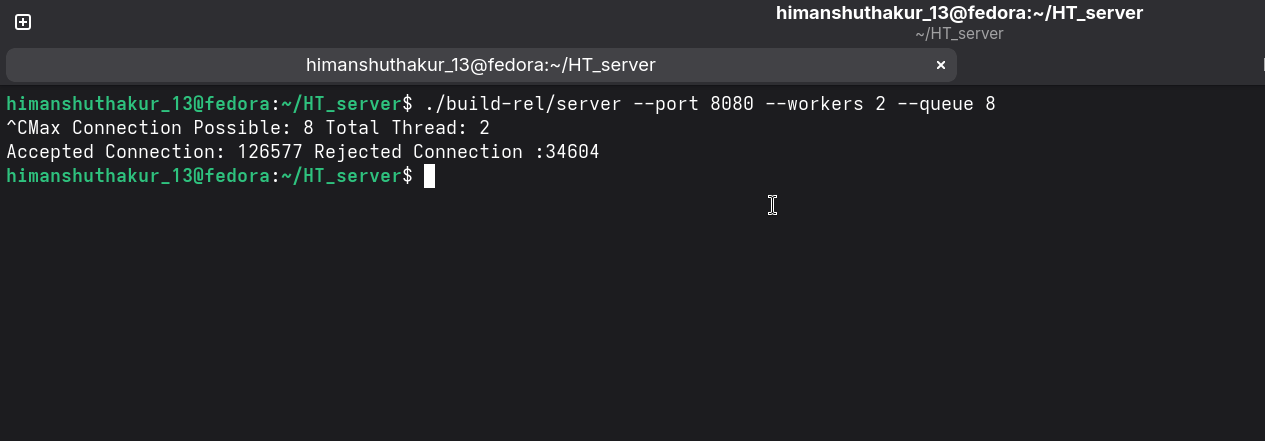 himanshuthakur_13@fedora:~/HT_server
~/HT_server
himanshuthakur_13@fedora:~/HT_server
himanshuthakur_13@fedora:~/HT_server$ ./build-rel/server --port 8080 --workers 2 --queue 8
^CMax Connection Possible: 8 Total Thread: 2
Accepted Connection: 126577 Rejected Connection :34604
himanshuthakur_13@fedora:~/HT_server$